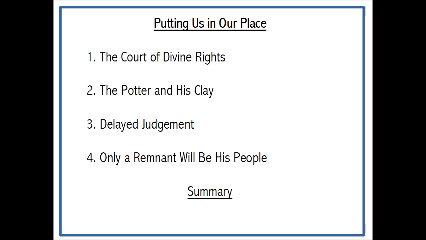 Putting Us in Our Place
1. The Court of Divine Rights
2. The Potter and His Clay
3. Delayed Judgement
4. Only a Remnant Will Be His People
Summary